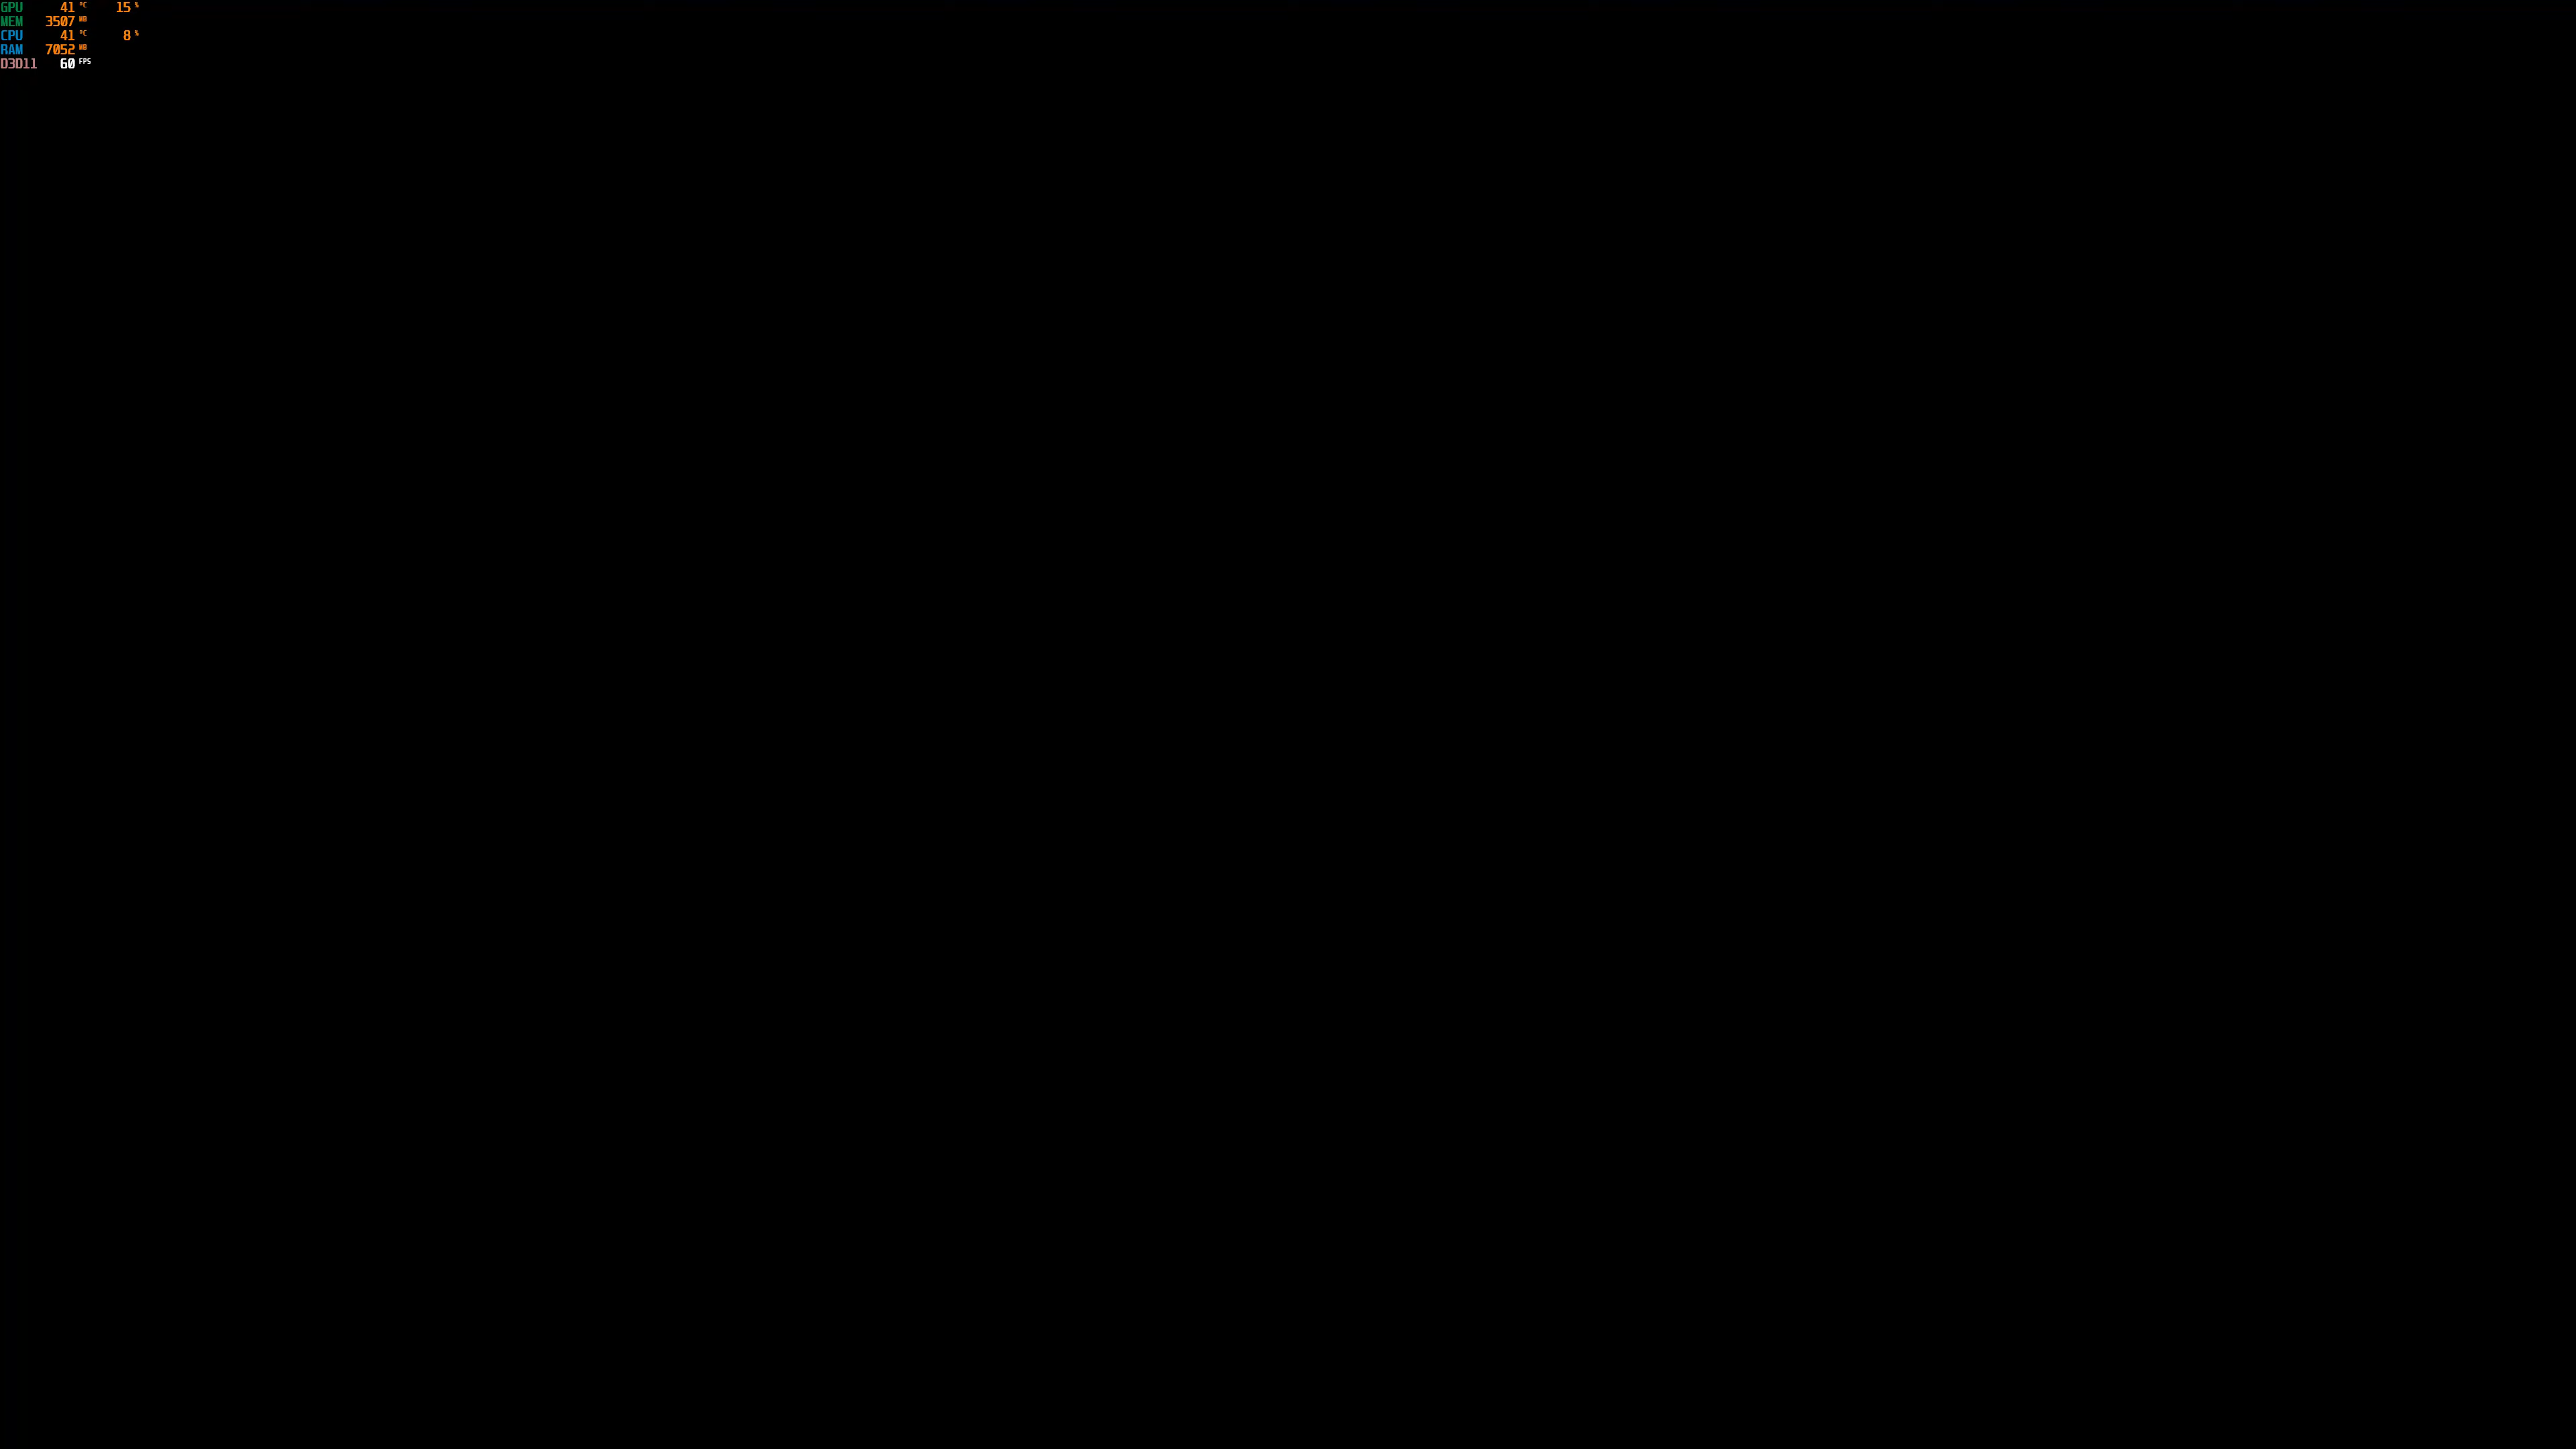 GPU 41 °C 15 %
MEM 3507 MB
CPU 41 °C 8 %
RAM 7052 MB
D3D11 60 FPS